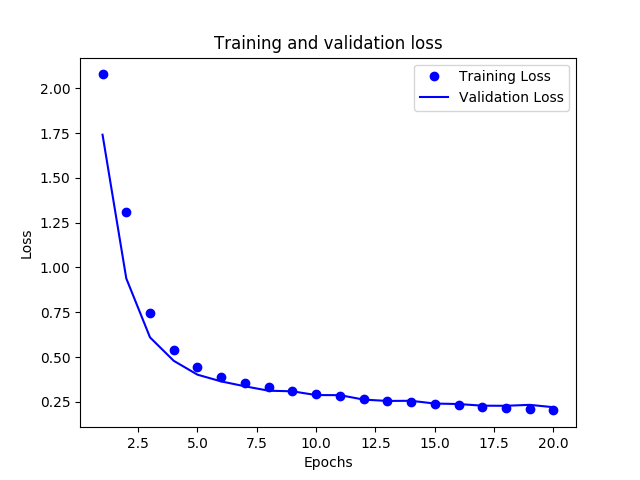 Training and validation loss
Training Loss
Validation Loss
2.00
1.75
1.50
1.25
1.00
0.75
0.50
0.25
Loss
2.5 5.0 7.5 10.0 12.5 15.0 17.5 20.0
Epochs